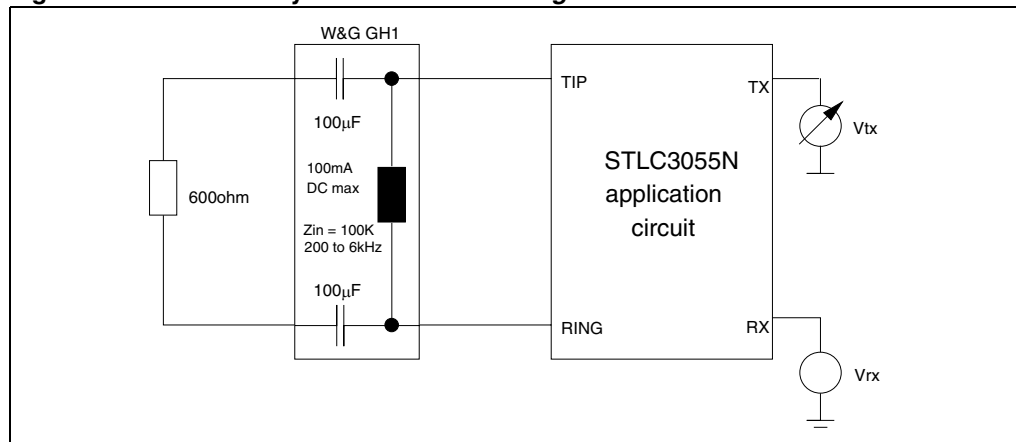 W&G GH1
TIP
TX
100μF
Vtx
100mA
DC max
STLC3055N
application
circuit
600ohm
Zin = 100K
200 to 6kHz
100μF
RING
RX
Vrx